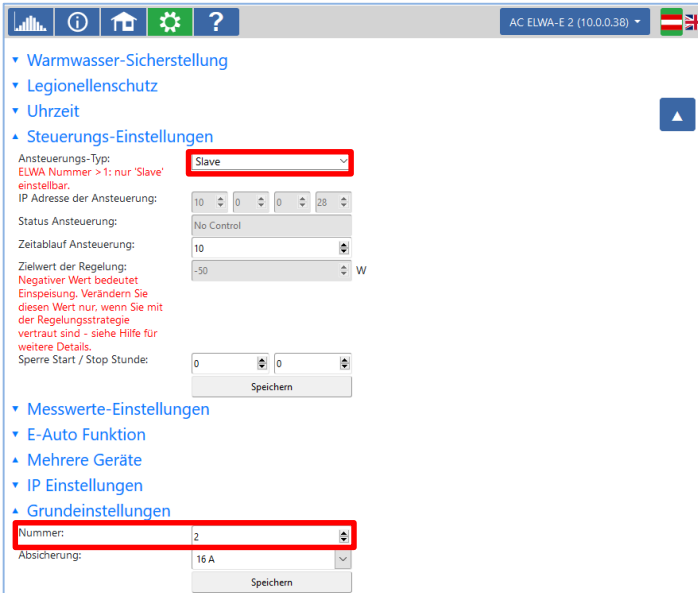 AC ELWA-E 2 (10.0.0.38)
Warmwasser-Sicherstellung
Legionellenschutz
Uhrzeit
Steuerungs-Einstellungen
Ansteuerungs-Typ:
Slave
ELWA Nummer >1: nur 'Slave'
einstellbar.
IP Adresse der Ansteuerung:
10 0 0 28
Status Ansteuerung:
No Control
Zeitablauf Ansteuerung:
10
Zielwert der Regelung:
-50 W
Negativer Wert bedeutet
Einspeisung. Verändern Sie
diesen Wert nur, wenn Sie mit
der Regelungsstrategie
vertraut sind - siehe Hilfe für
weitere Details.
Sperre Start / Stop Stunde:
0 0
Speichern
Messwerte-Einstellungen
E-Auto Funktion
Mehrere Geräte
IP Einstellungen
Grundeinstellungen
Nummer:
2
Absicherung:
16 A
Speichern